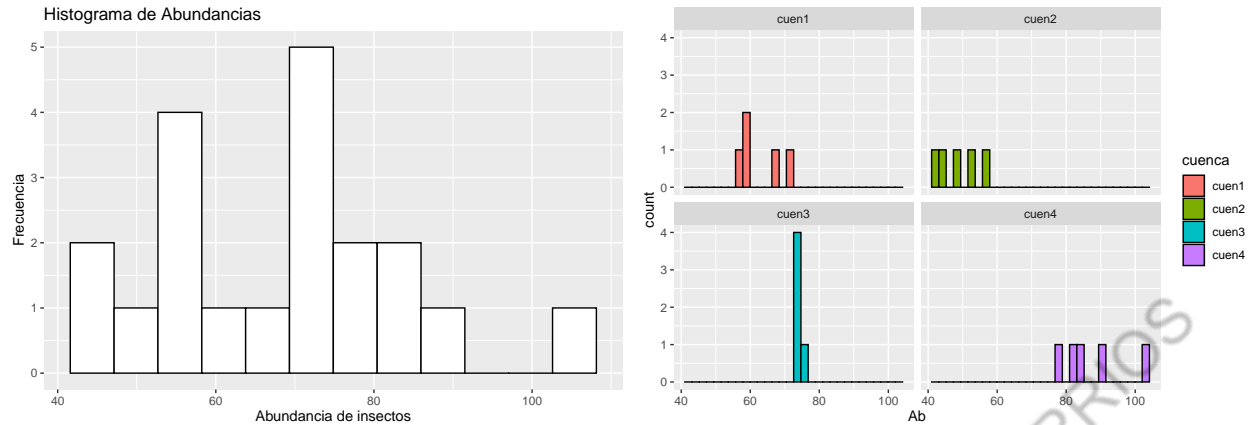 Histograma de Abundancias
Frecuencia
5
4
3
2
1
0
40 60 80 100
Abundancia de insectos
cuen1 cuen2
4
3
2
1
0
count
cuen3 cuen4
4
3
2
1
0
40 60 80 100 40 60 80 100
Ab
cuenca
cuen1
cuen2
cuen3
cuen4